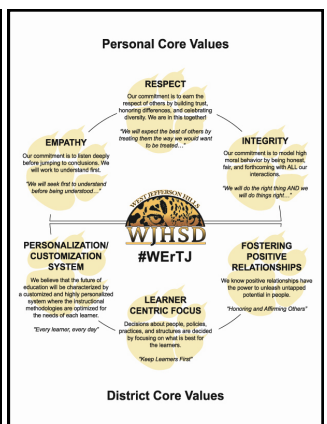 Personal Core Values
RESPECT
Our commitment is to earn the
respect of others by building trust,
honoring differences, and celebrating
diversity. We are in this together!
"We will expect the best of others by
treating them the way we would want
to be treated…"
EMPATHY
Our commitment is to listen deeply
before jumping to conclusions. We
will work to understand first.
"We will seek first to understand
before being understood…"
INTEGRITY
Our commitment is to model high
moral behavior by being honest,
fair, and forthcoming with ALL our
interactions.
"We will do the right thing AND we
will do things right…"
WEST JEFFERSON HILLS
WJHSD
#WErTJ
PERSONALIZATION/
CUSTOMIZATION
SYSTEM
We believe that the future of
education will be characterized by
a customized and highly personalized
system where the instructional
methodologies are optimized for
the needs of each learner.
"Every learner, every day"
FOSTERING
POSITIVE
RELATIONSHIPS
We know positive relationships have
the power to unleash untapped
potential in people.
"Honoring and Affirming Others"
LEARNER
CENTRIC FOCUS
Decisions about people, policies,
practices, and structures are decided
by focusing on what is best for
the learners.
"Keep Learners First"
District Core Values